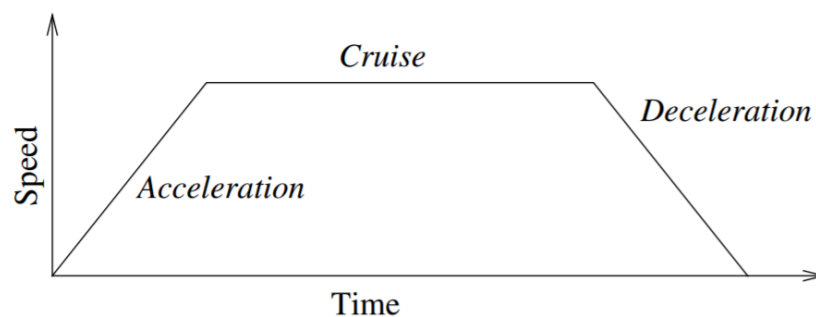 Cruise
Deceleration
Acceleration
Speed
Time